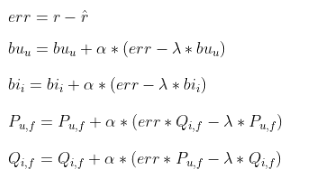 err = r − r̂
bu_u = bu_u + α ∗ (err − λ ∗ bu_u)
bi_i = bi_i + α ∗ (err − λ ∗ bi_i)
P_{u,f} = P_{u,f} + α ∗ (err ∗ Q_{i,f} − λ ∗ P_{u,f})
Q_{i,f} = Q_{i,f} + α ∗ (err ∗ P_{u,f} − λ ∗ Q_{i,f})